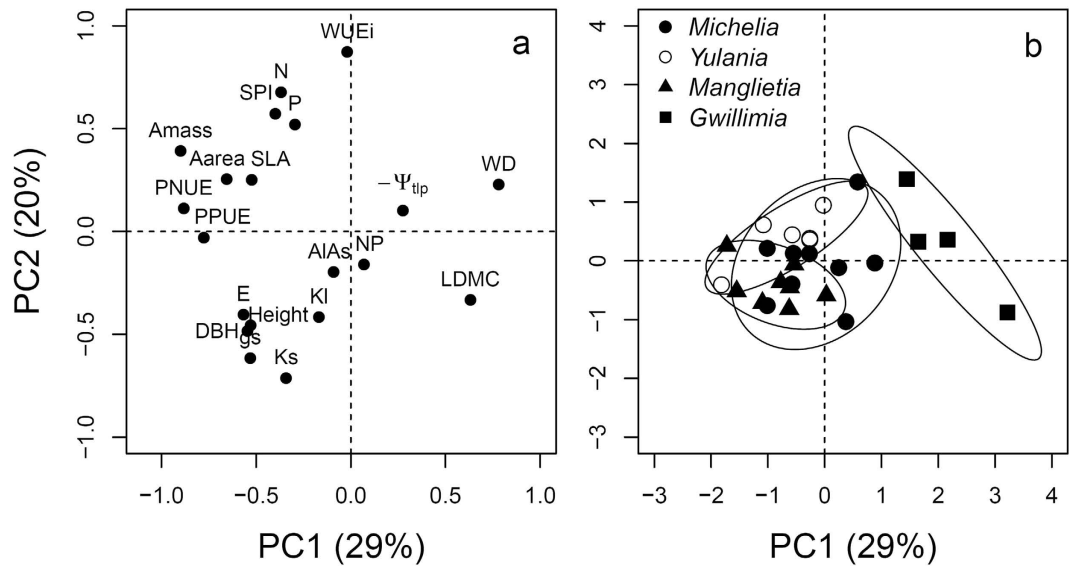 a
WUEi
N
SPI
P
Amass
Aarea SLA
WD
−Ψtlp
PNUE
PPUE
NP
AlAs
LDMC
E
Kl
Height
DBH
gs
Ks
PC2 (20%)
1.0
0.5
0.0
−0.5
−1.0
−1.0 −0.5 0.0 0.5 1.0
PC1 (29%)
b
Michelia
Yulania
Manglietia
Gwillimia
4
3
2
1
0
−1
−2
−3
−3 −2 −1 0 1 2 3 4
PC1 (29%)